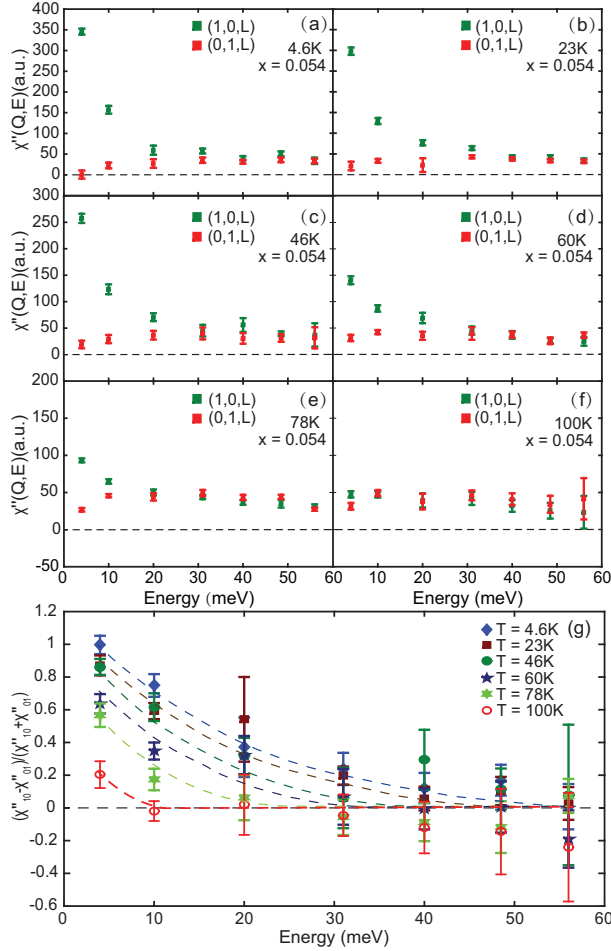 400
350
300
250
200
150
100
50
0
300
χ''(Q,E)(a.u.)
(1,0,L)
(0,1,L)
(a)
4.6K
x = 0.054
(1,0,L)
(0,1,L)
(b)
23K
x = 0.054
250
200
150
100
50
0
200
χ''(Q,E)(a.u.)
(1,0,L)
(0,1,L)
(c)
46K
x = 0.054
(1,0,L)
(0,1,L)
(d)
60K
x = 0.054
150
100
50
0
-50
χ''(Q,E)(a.u.)
(1,0,L)
(0,1,L)
(e)
78K
x = 0.054
(1,0,L)
(0,1,L)
(f)
100K
x = 0.054
0 10 20 30 40 50 60 0 10 20 30 40 50 60
Energy (meV) Energy (meV)
1.2
1
0.8
0.6
0.4
0.2
0
-0.2
-0.4
-0.6
(χ''10-χ''01)/(χ''10+χ''01)
(g)
T = 4.6K
T = 23K
T = 46K
T = 60K
T = 78K
T = 100K
0 10 20 30 40 50 60
Energy (meV)